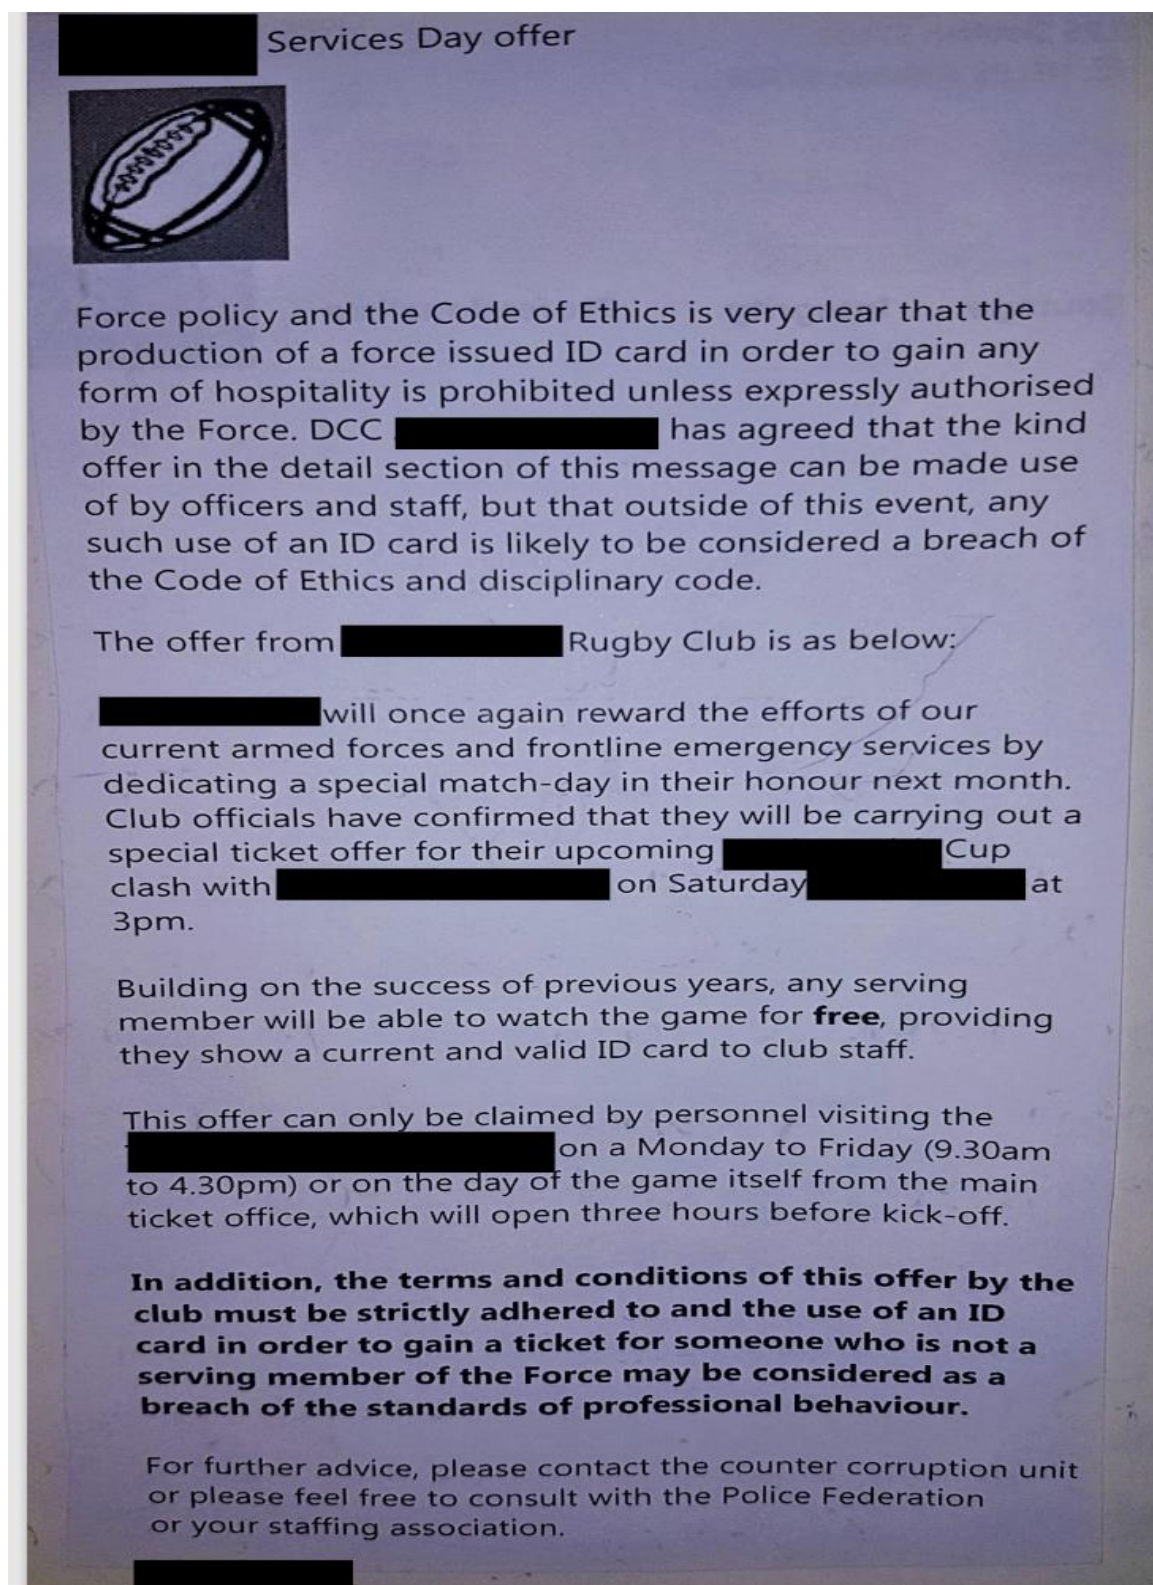 Services Day offer
Force policy and the Code of Ethics is very clear that the
production of a force issued ID card in order to gain any
form of hospitality is prohibited unless expressly authorised
by the Force. DCC has agreed that the kind
offer in the detail section of this message can be made use
of by officers and staff, but that outside of this event, any
such use of an ID card is likely to be considered a breach of
the Code of Ethics and disciplinary code.
The offer from Rugby Club is as below:
will once again reward the efforts of our
current armed forces and frontline emergency services by
dedicating a special match-day in their honour next month.
Club officials have confirmed that they will be carrying out a
special ticket offer for their upcoming Cup
clash with on Saturday at
3pm.
Building on the success of previous years, any serving
member will be able to watch the game for free, providing
they show a current and valid ID card to club staff.
This offer can only be claimed by personnel visiting the
on a Monday to Friday (9.30am
to 4.30pm) or on the day of the game itself from the main
ticket office, which will open three hours before kick-off.
In addition, the terms and conditions of this offer by the
club must be strictly adhered to and the use of an ID
card in order to gain a ticket for someone who is not a
serving member of the Force may be considered as a
breach of the standards of professional behaviour.
For further advice, please contact the counter corruption unit
or please feel free to consult with the Police Federation
or your staffing association.